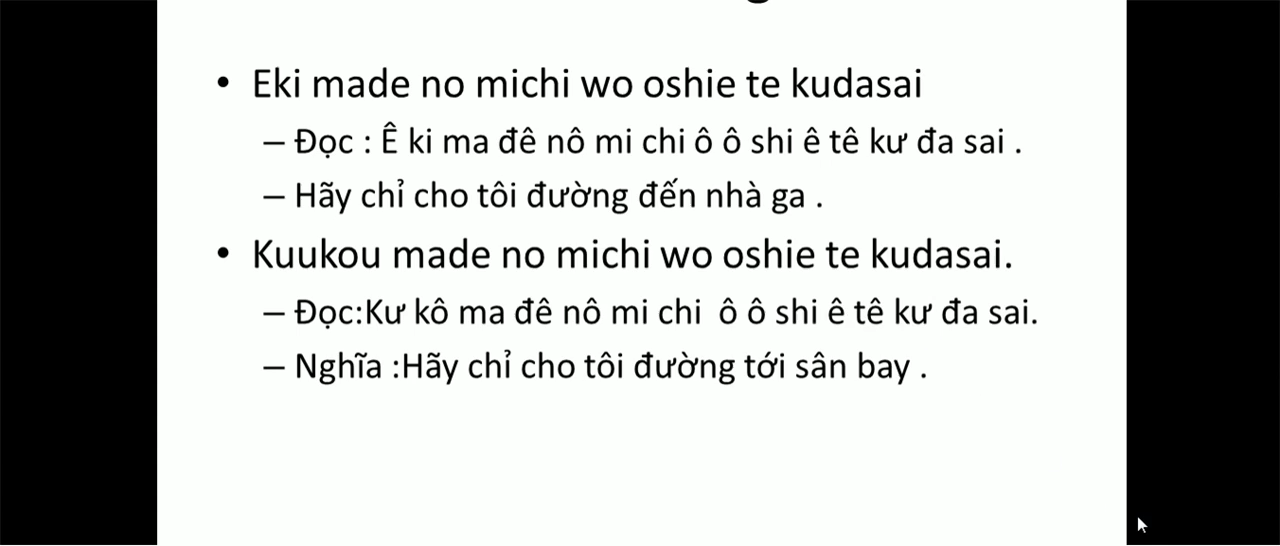 • Eki made no michi wo oshie te kudasai
– Đọc : Ê ki ma đê nô mi chi ô ô shi ê tê kư đa sai .
– Hãy chỉ cho tôi đường đến nhà ga .
• Kuukou made no michi wo oshie te kudasai.
– Đọc:Kư kô ma đê nô mi chi ô ô shi ê tê kư đa sai.
– Nghĩa :Hãy chỉ cho tôi đường tới sân bay .